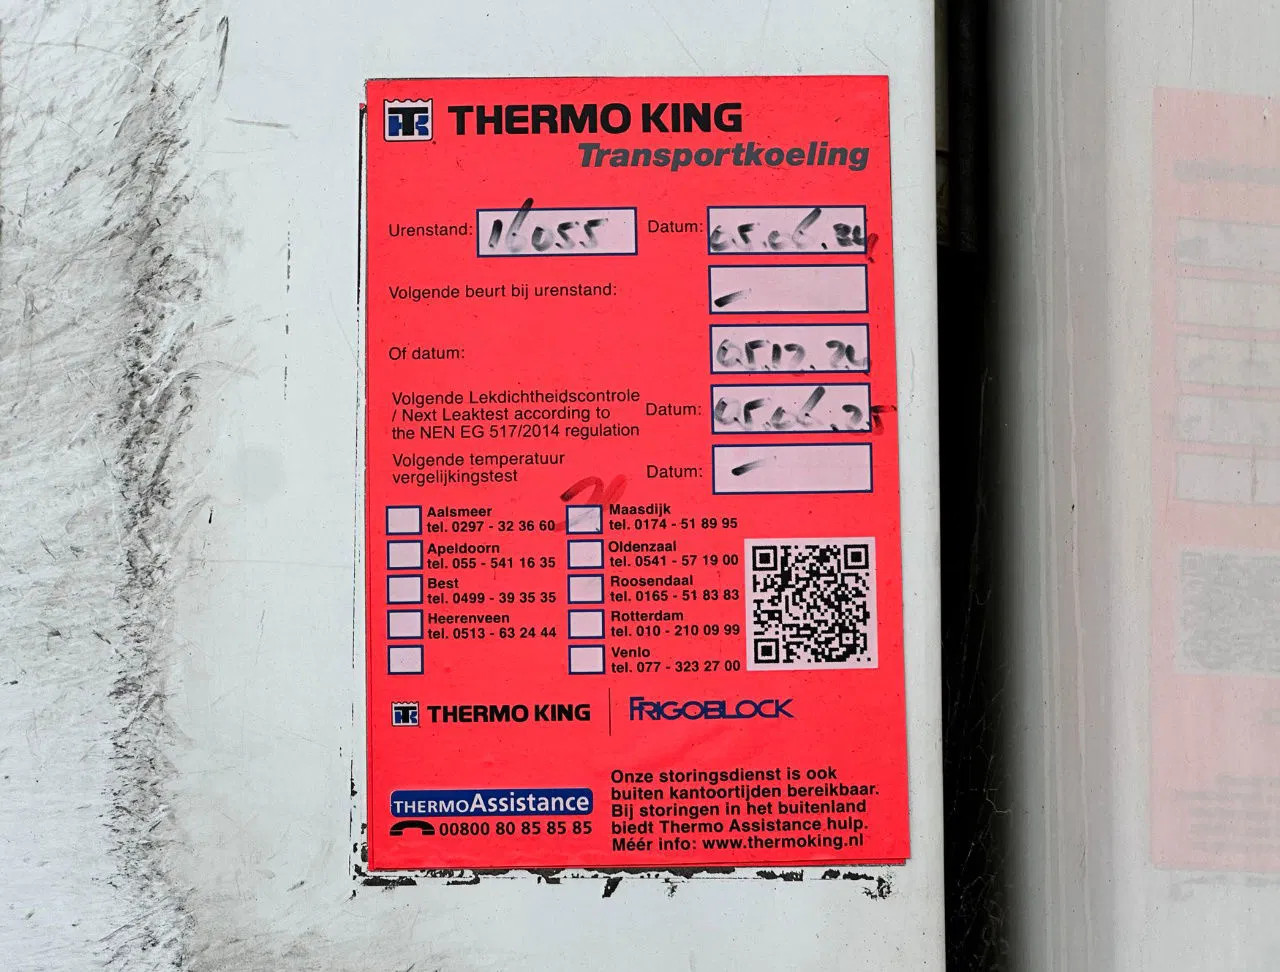 THERMO KING
Transportkoeling
Urenstand: 16055 Datum: 05.06.24
Volgende beurt bij urenstand: -
Of datum: 05.12.24
Volgende Lekdichtheidscontrole
/ Next Leaktest according to Datum: 05.06.25
the NEN EG 517/2014 regulation
Volgende temperatuur
vergelijkingstest Datum: -
Aalsmeer
tel. 0297 - 32 36 60
Apeldoorn
tel. 055 - 541 16 35
Best
tel. 0499 - 39 35 35
Heerenveen
tel. 0513 - 63 24 44
Maasdijk
tel. 0174 - 51 89 95
Oldenzaal
tel. 0541 - 57 19 00
Roosendaal
tel. 0165 - 51 83 83
Rotterdam
tel. 010 - 210 09 99
Venlo
tel. 077 - 323 27 00
THERMO KING
FRIGOBLOCK
THERMOAssistance
00800 80 85 85 85
Onze storingsdienst is ook
buiten kantoortijden bereikbaar.
Bij storingen in het buitenland
biedt Thermo Assistance hulp.
Méér info: www.thermoking.nl